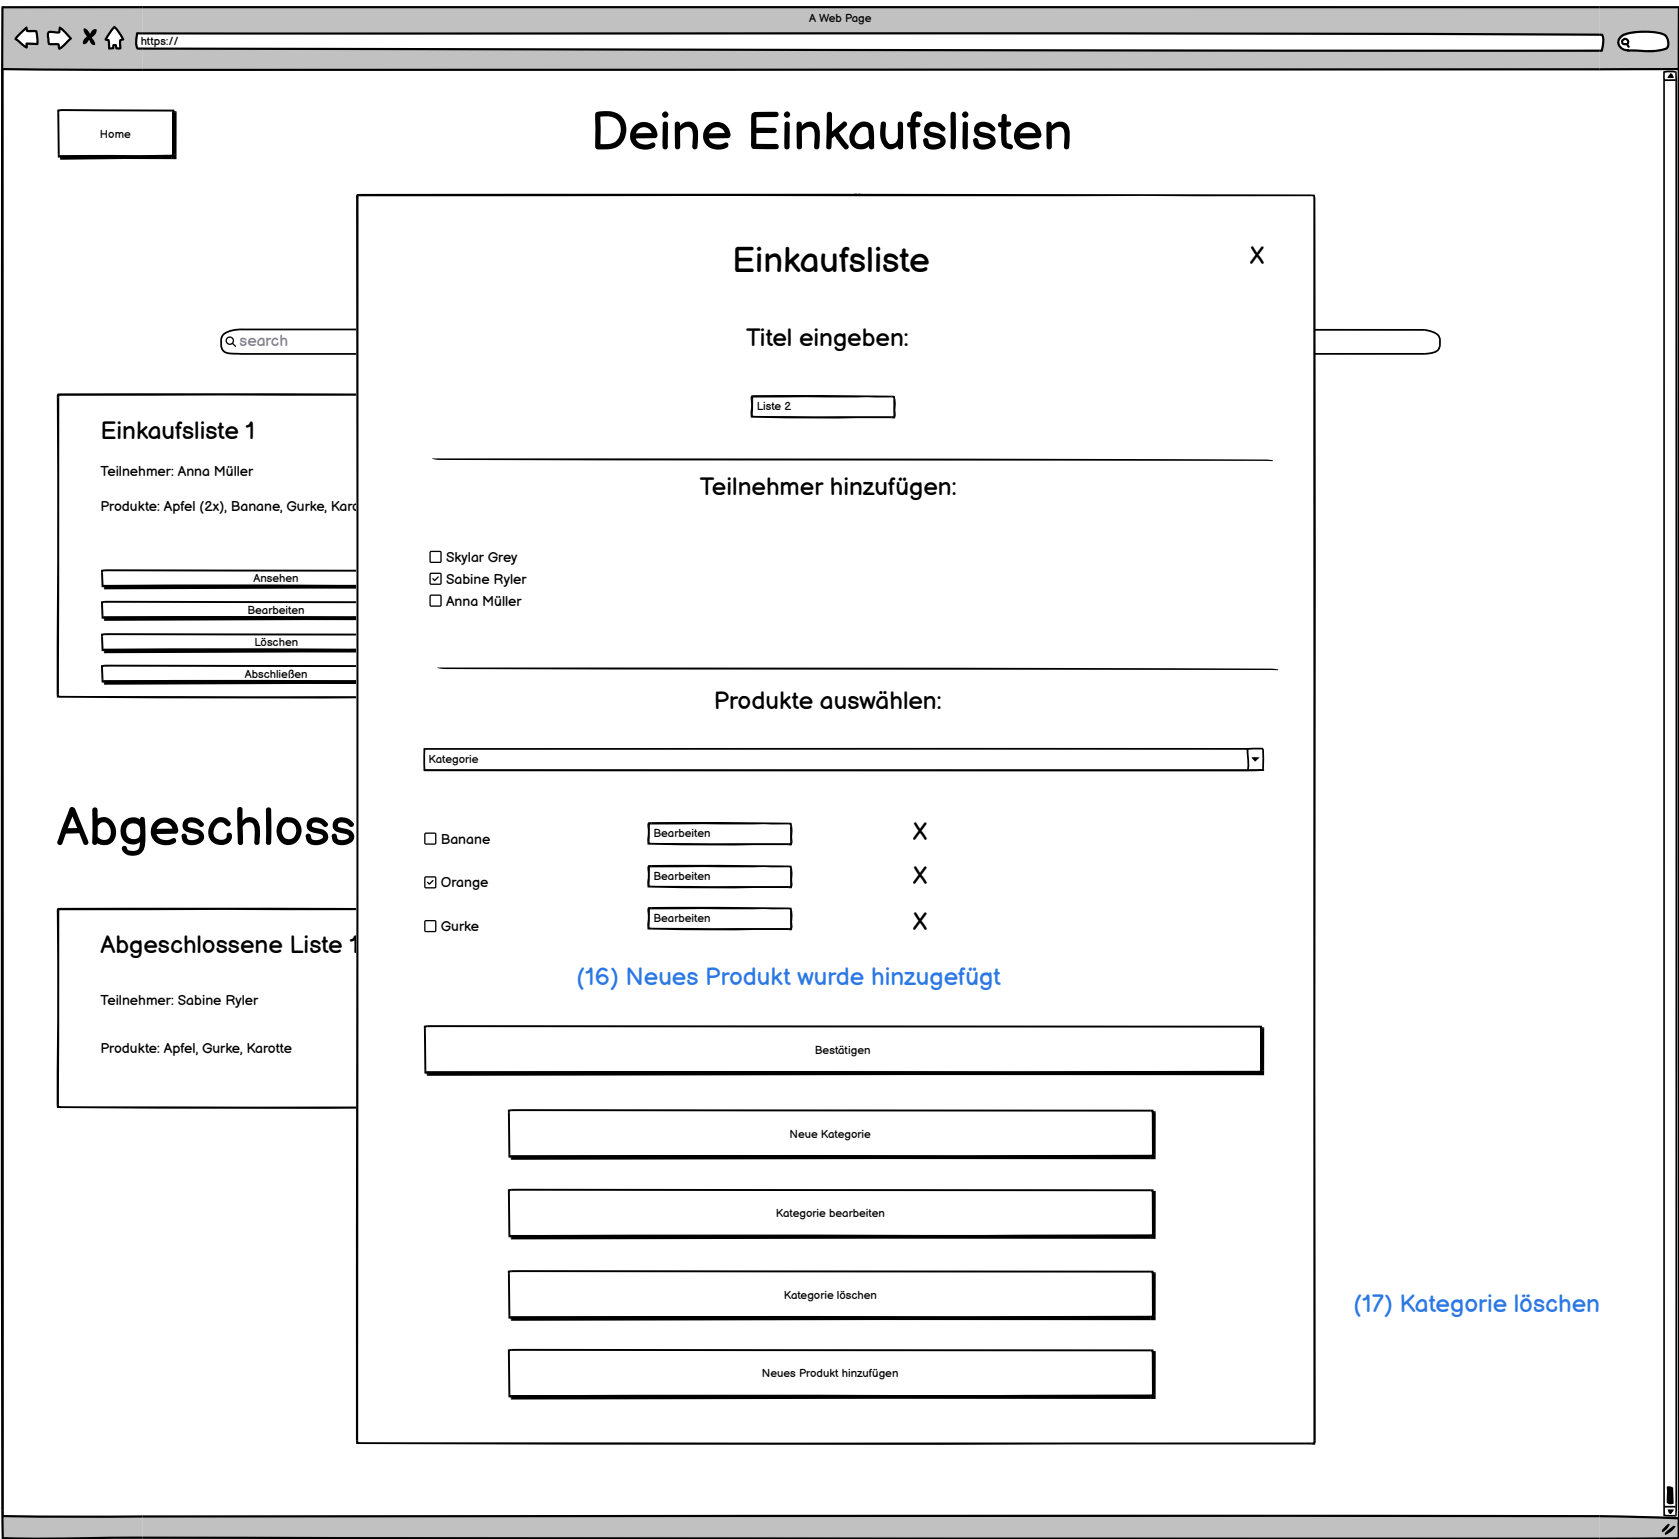 A Web Page
https://
Home
Deine Einkaufslisten
search
Einkaufsliste 1
Teilnehmer: Anna Müller
Produkte: Apfel (2x), Banane, Gurke,
Ansehen
Bearbeiten
Löschen
Abschließen
Abgeschloss
Abgeschlossene Liste 1
Teilnehmer: Sabine Ryler
Produkte: Apfel, Gurke, Karotte
Einkaufsliste
X
Titel eingeben:
Liste 2
Teilnehmer hinzufügen:
Skylar Grey
Sabine Ryler
Anna Müller
Produkte auswählen:
Kategorie
Banane Bearbeiten X
Orange Bearbeiten X
Gurke Bearbeiten X
(16) Neues Produkt wurde hinzugefügt
Bestätigen
Neue Kategorie
Kategorie bearbeiten
Kategorie löschen
Neues Produkt hinzufügen
(17) Kategorie löschen